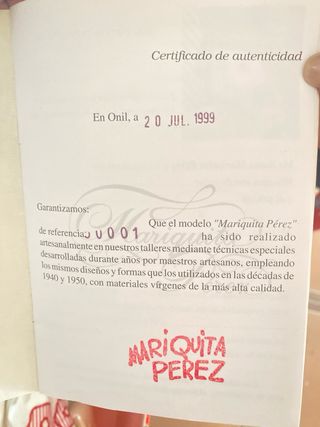 Certificado de autenticidad
En Onil, a 20 JUL. 1999
Garantizamos:
Que el modelo "Mariquita Pérez"
de referencia 50001 ha sido realizado
artesanalmente en nuestros talleres mediante técnicas especiales
desarrolladas durante años por maestros artesanos, empleando
los mismos diseños y formas que los utilizados en las décadas de
1940 y 1950, con materiales vírgenes de la más alta calidad.
MARIQUITA
PEREZ